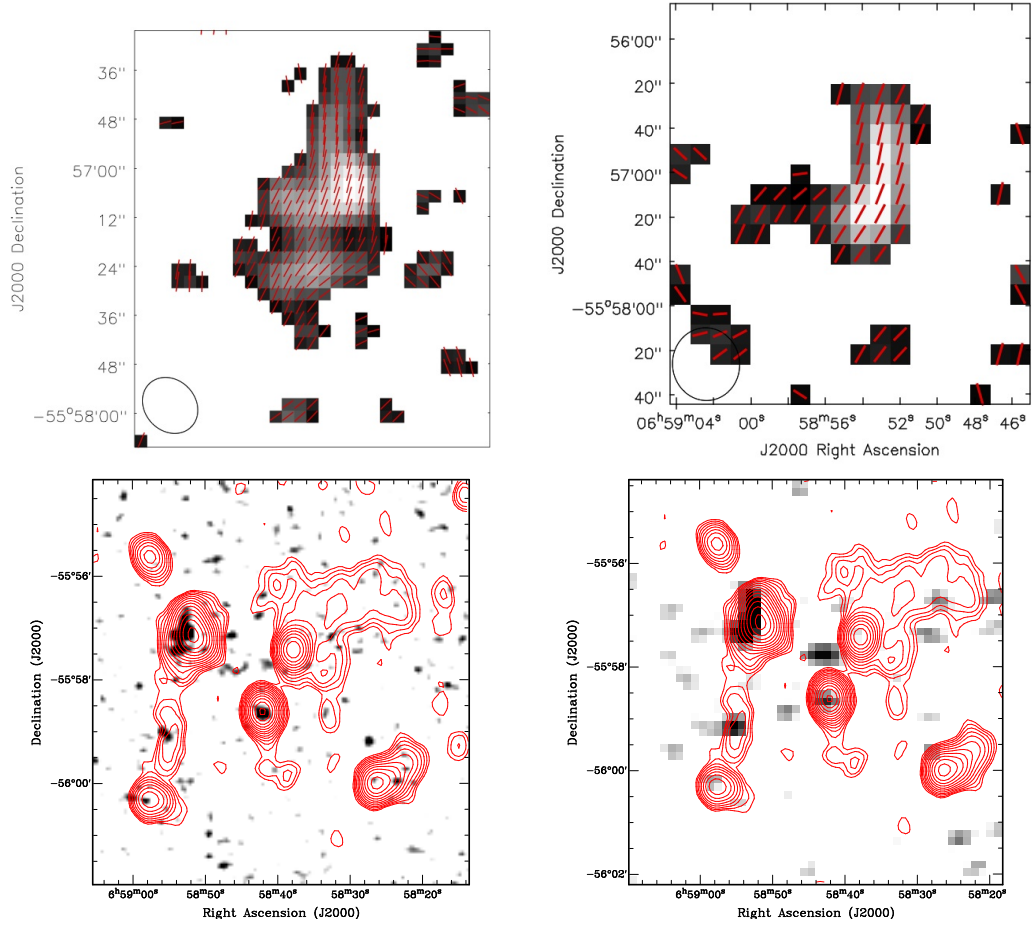 36''
48''
57'00''
12''
24''
36''
48''
-55°58'00''
J2000 Declination
56'00''
20''
40''
57'00''
20''
40''
-55°58'00''
20''
40''
J2000 Declination
06ʰ59ᵐ04ˢ 00ˢ 58ᵐ56ˢ 52ˢ 50ˢ 48ˢ 46ˢ
J2000 Right Ascension
-55°56'
-55°58'
-56°00'
Declination (J2000)
6ʰ59ᵐ00ˢ 58ᵐ50ˢ 58ᵐ40ˢ 58ᵐ30ˢ 58ᵐ20ˢ
Right Ascension (J2000)
-55°56'
-55°58'
-56°00'
-56°02'
Declination (J2000)
6ʰ59ᵐ00ˢ 58ᵐ50ˢ 58ᵐ40ˢ 58ᵐ30ˢ 58ᵐ20ˢ
Right Ascension (J2000)